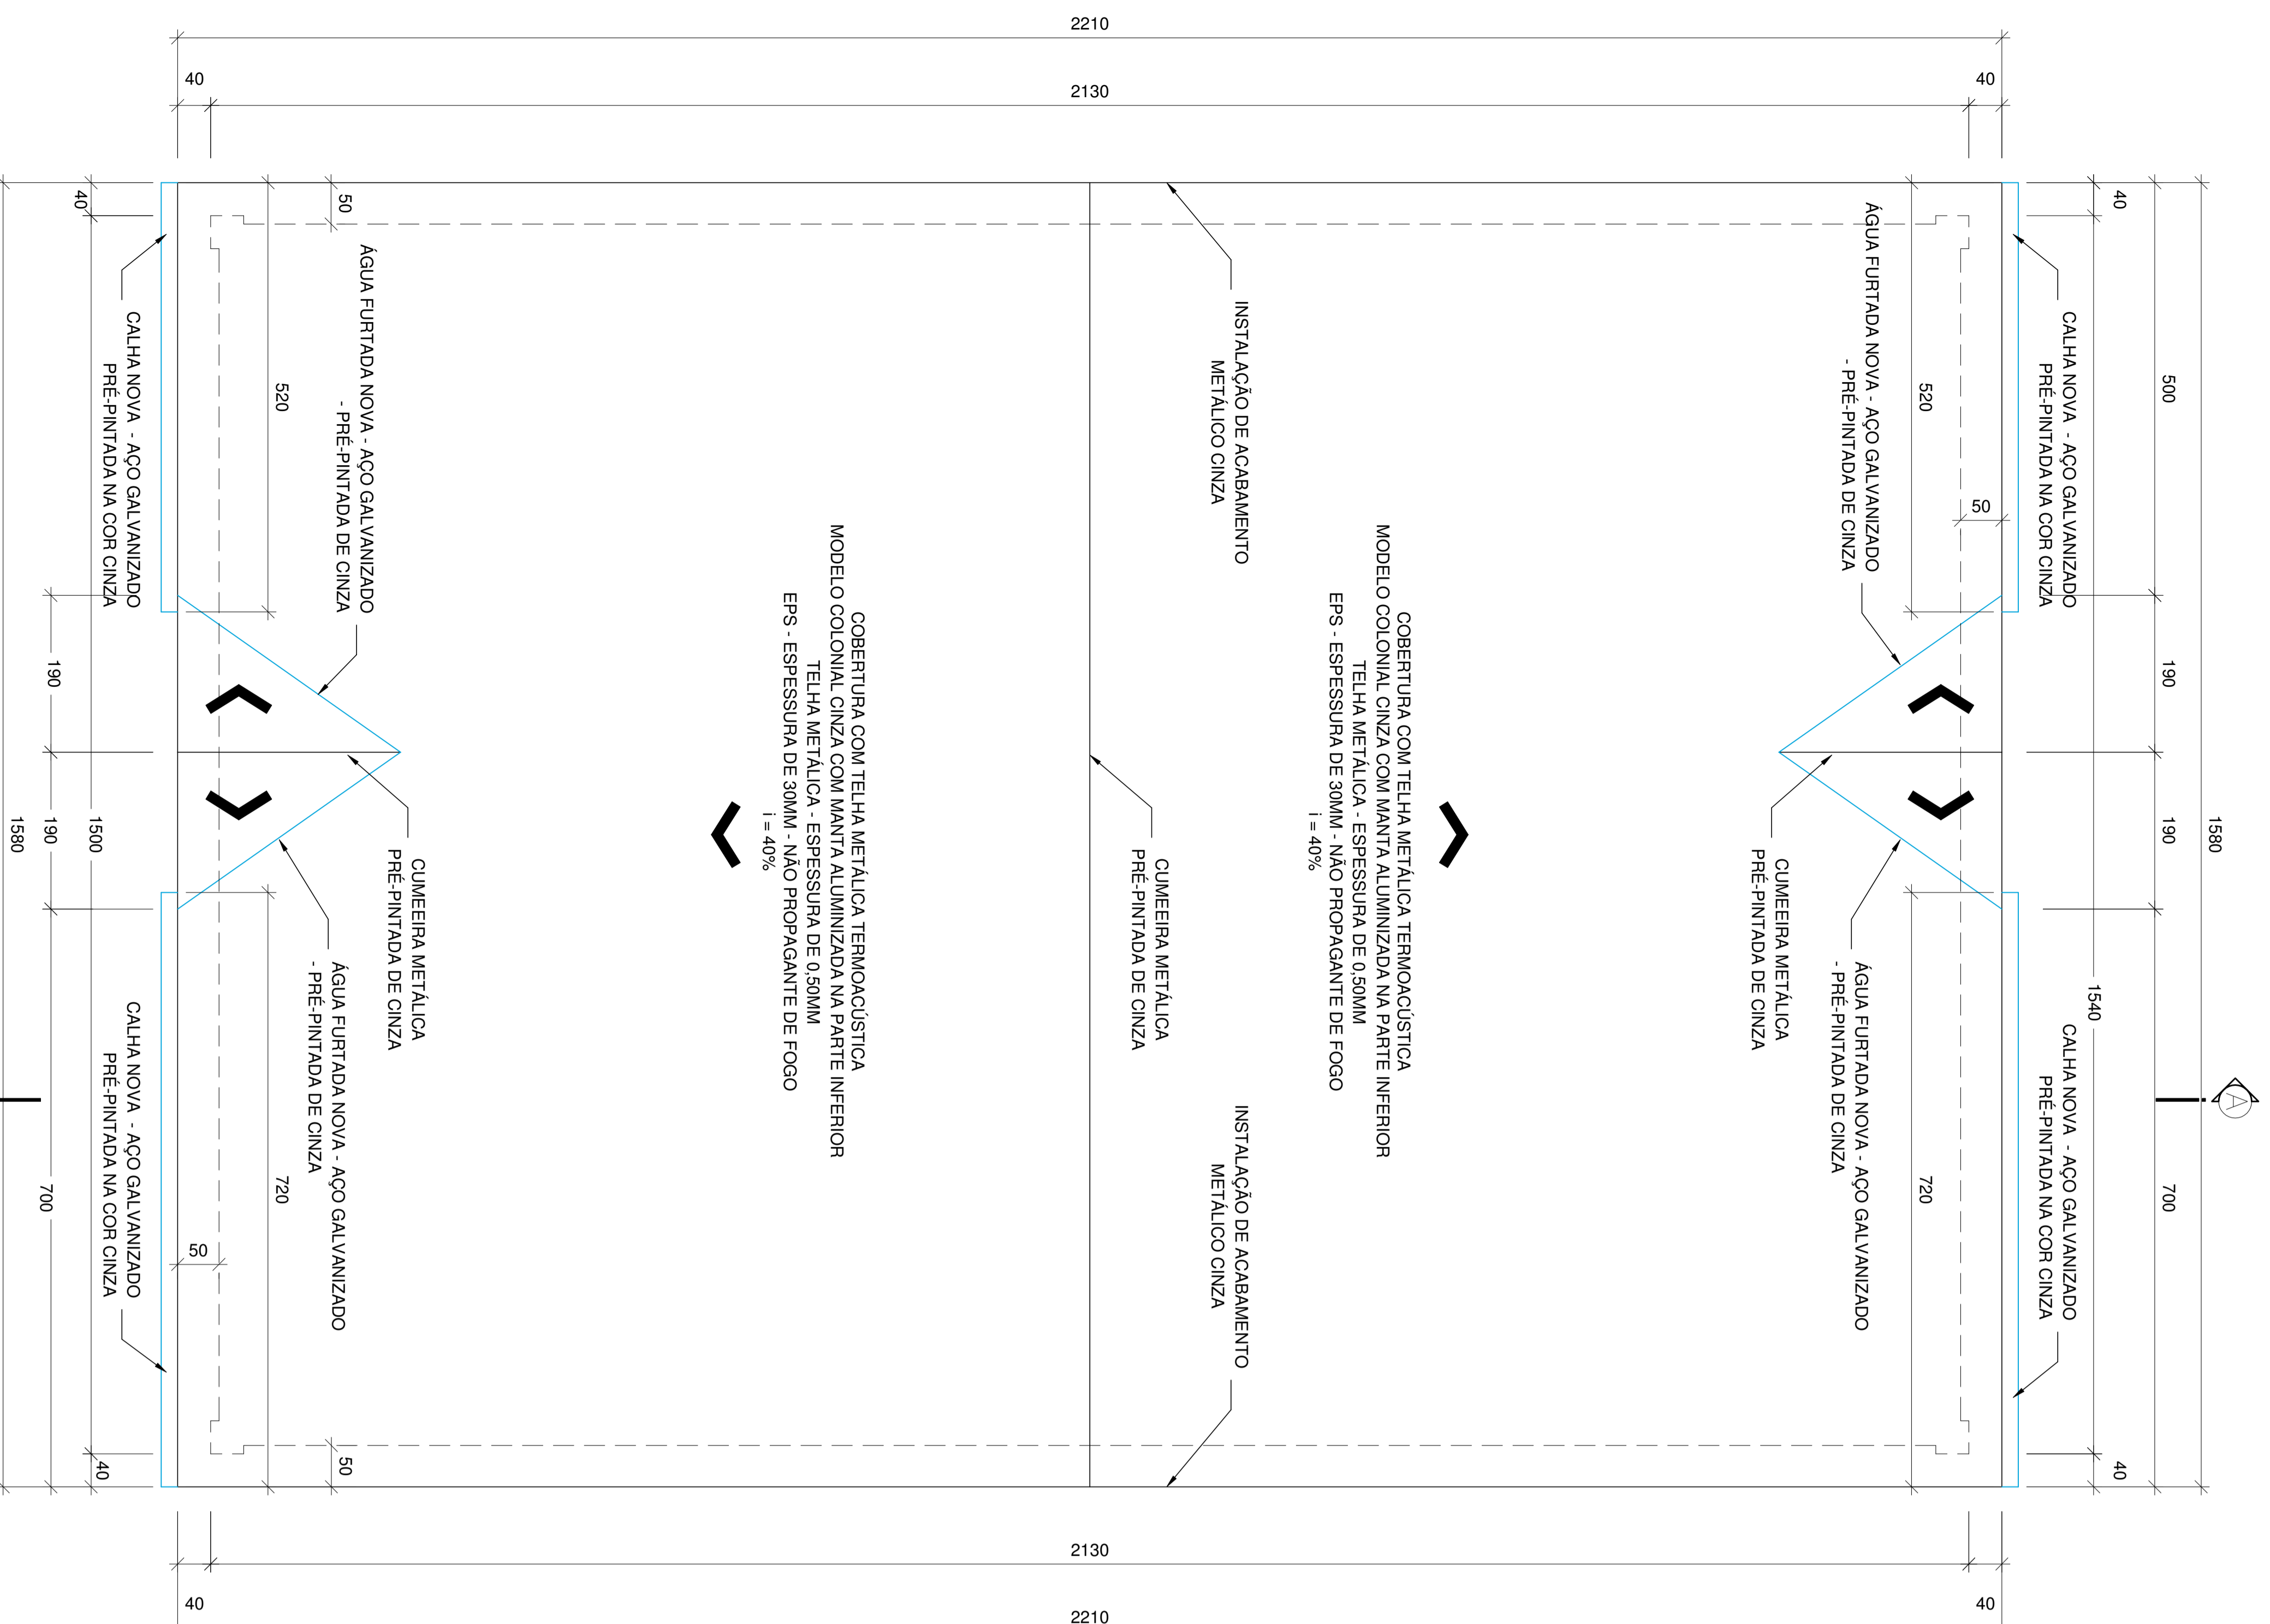 2210
40
2130
40
1580
500
190
190
700
40
1540
40
A
CALHA NOVA - AÇO GALVANIZADO
PRÉ-PINTADA NA COR CINZA
CALHA NOVA - AÇO GALVANIZADO
PRÉ-PINTADA NA COR CINZA
50
520
720
ÁGUA FURTADA NOVA - AÇO GALVANIZADO
- PRÉ-PINTADA DE CINZA
ÁGUA FURTADA NOVA - AÇO GALVANIZADO
- PRÉ-PINTADA DE CINZA
CUMEEIRA METÁLICA
PRÉ-PINTADA DE CINZA
COBERTURA COM TELHA METÁLICA TERMOACÚSTICA
MODELO COLONIAL CINZA COM MANTA ALUMINIZADA NA PARTE INFERIOR
TELHA METÁLICA - ESPESSURA DE 0,50MM
EPS - ESPESSURA DE 30MM - NÃO PROPAGANTE DE FOGO
i = 40%
INSTALAÇÃO DE ACABAMENTO
METÁLICO CINZA
INSTALAÇÃO DE ACABAMENTO
METÁLICO CINZA
CUMEEIRA METÁLICA
PRÉ-PINTADA DE CINZA
COBERTURA COM TELHA METÁLICA TERMOACÚSTICA
MODELO COLONIAL CINZA COM MANTA ALUMINIZADA NA PARTE INFERIOR
TELHA METÁLICA - ESPESSURA DE 0,50MM
EPS - ESPESSURA DE 30MM - NÃO PROPAGANTE DE FOGO
i = 40%
CUMEEIRA METÁLICA
PRÉ-PINTADA DE CINZA
ÁGUA FURTADA NOVA - AÇO GALVANIZADO
- PRÉ-PINTADA DE CINZA
ÁGUA FURTADA NOVA - AÇO GALVANIZADO
- PRÉ-PINTADA DE CINZA
50
50
520
720
50
CALHA NOVA - AÇO GALVANIZADO
PRÉ-PINTADA NA COR CINZA
CALHA NOVA - AÇO GALVANIZADO
PRÉ-PINTADA NA COR CINZA
40
1500
40
190
190
700
1580
2130
40
2210
40